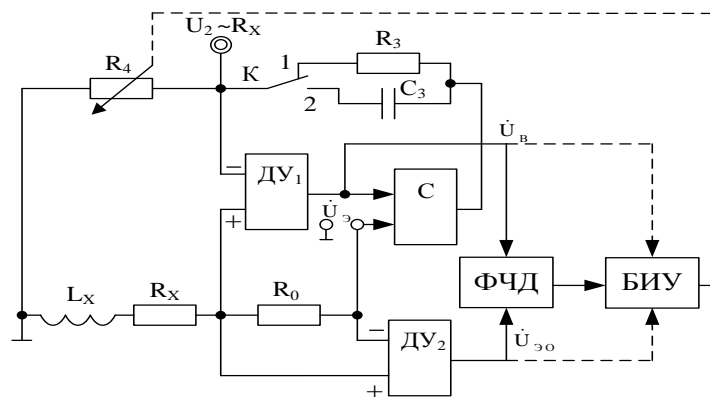 U₂~Rₓ
R₄
К
1
R₃
2
C₃
U̇в
−
ДУ₁
+
U̇э
С
Lₓ
Rₓ
R₀
ФЧД
БИУ
−
ДУ₂
+
U̇эо